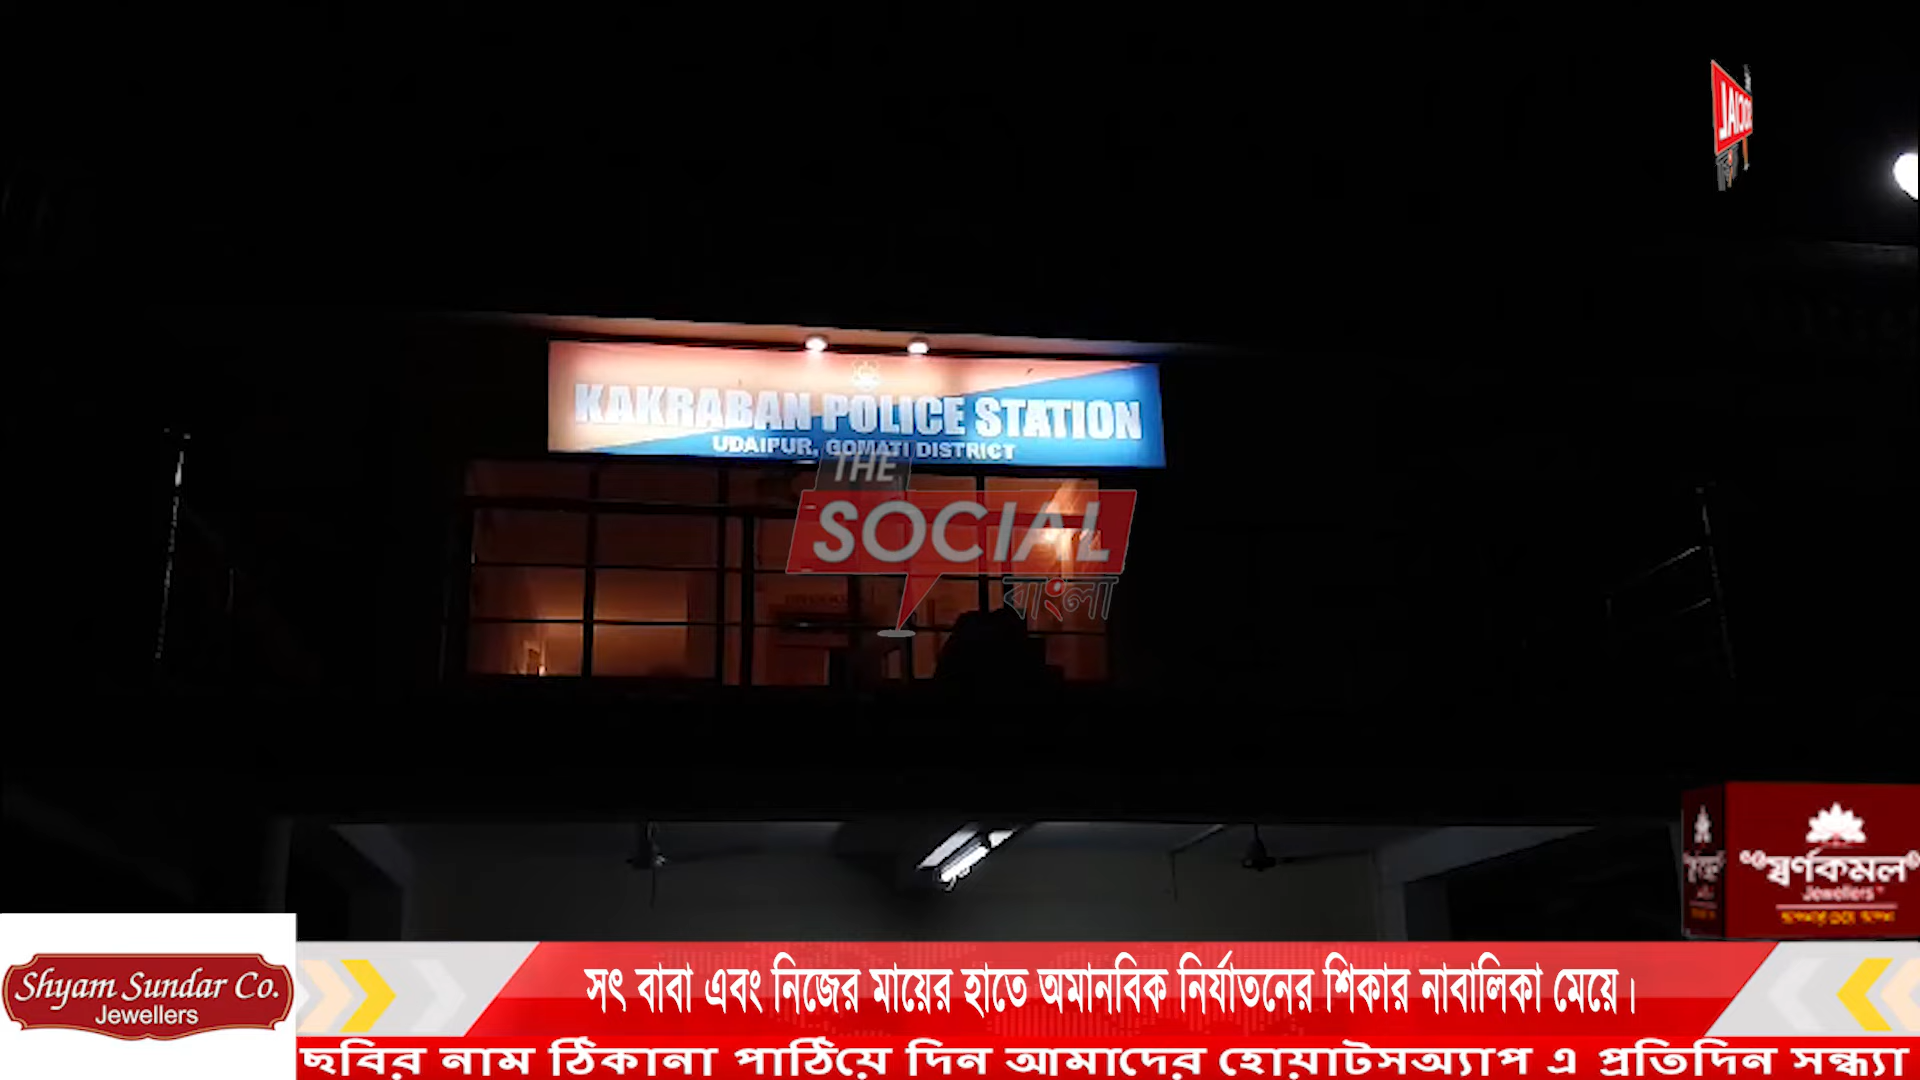 SOCIAL
KAKRABAN POLICE STATION
UDAIPUR, GOMATI DISTRICT
THE
SOCIAL
বাংলা
স্বর্ণকমল
Jewellers
Shyam Sundar Co.
Jewellers
সৎ বাবা এবং নিজের মায়ের হাতে অমানবিক নির্যাতনের শিকার নাবালিকা মেয়ে।
ছবির নাম ঠিকানা পাঠিয়ে দিন আমাদের হোয়াটসঅ্যাপ এ প্রতিদিন সন্ধ্যা